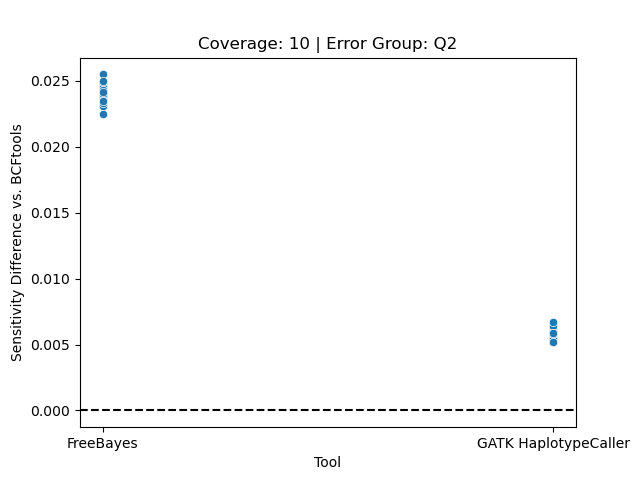 Coverage: 10 | Error Group: Q2
Sensitivity Difference vs. BCFtools
0.025
0.020
0.015
0.010
0.005
0.000
FreeBayes
GATK HaplotypeCaller
Tool